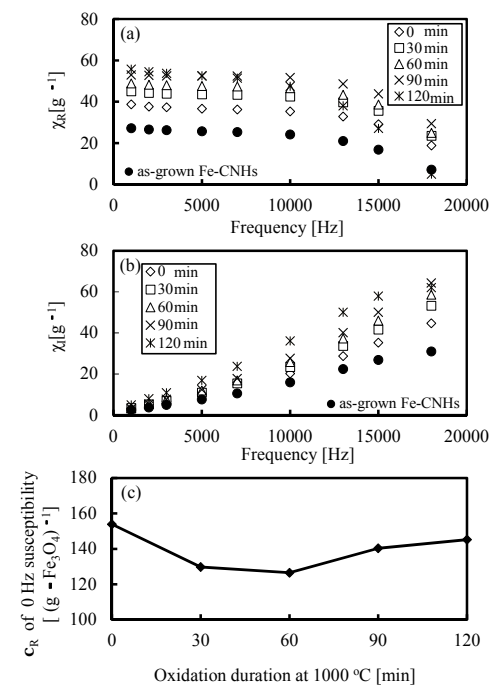 (a)
80
60
40
20
0
χR[g⁻¹]
0 min
30 min
60 min
90 min
120 min
as-grown Fe-CNHs
0 5000 10000 15000 20000
Frequency [Hz]
(b)
80
60
40
20
0
χI[g⁻¹]
0 min
30 min
60 min
90 min
120 min
as-grown Fe-CNHs
0 5000 10000 15000 20000
Frequency [Hz]
(c)
180
160
140
120
100
cR of 0 Hz susceptibility
[ (g - Fe3O4) -1]
0 30 60 90 120
Oxidation duration at 1000 °C [min]